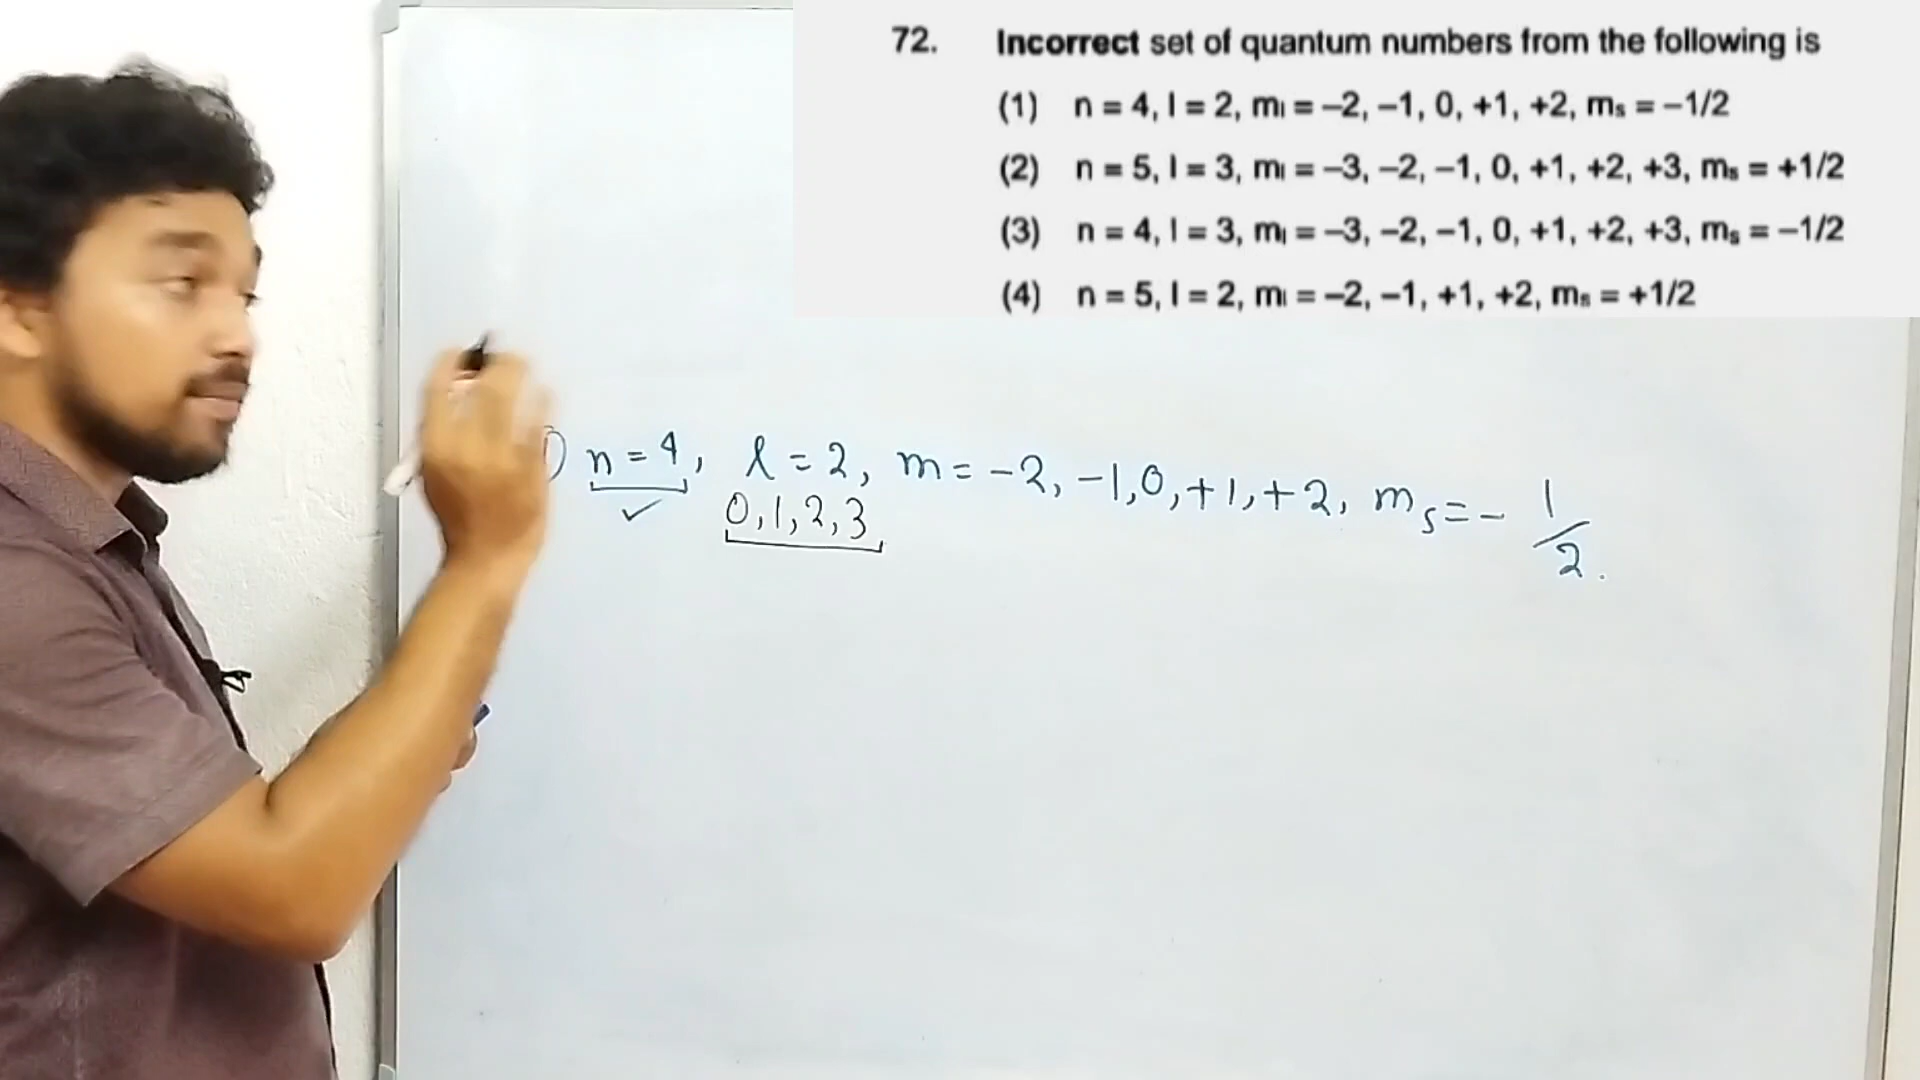 72. Incorrect set of quantum numbers from the following is
(1) n = 4, l = 2, mₗ = –2, –1, 0, +1, +2, mₛ = –1/2
(2) n = 5, l = 3, mₗ = –3, –2, –1, 0, +1, +2, +3, mₛ = +1/2
(3) n = 4, l = 3, mₗ = –3, –2, –1, 0, +1, +2, +3, mₛ = –1/2
(4) n = 5, l = 2, mₗ = –2, –1, +1, +2, mₛ = +1/2
) n = 4, l = 2, m = -2, -1, 0, +1, +2, mₛ = - 1/2.
✓ 0, 1, 2, 3